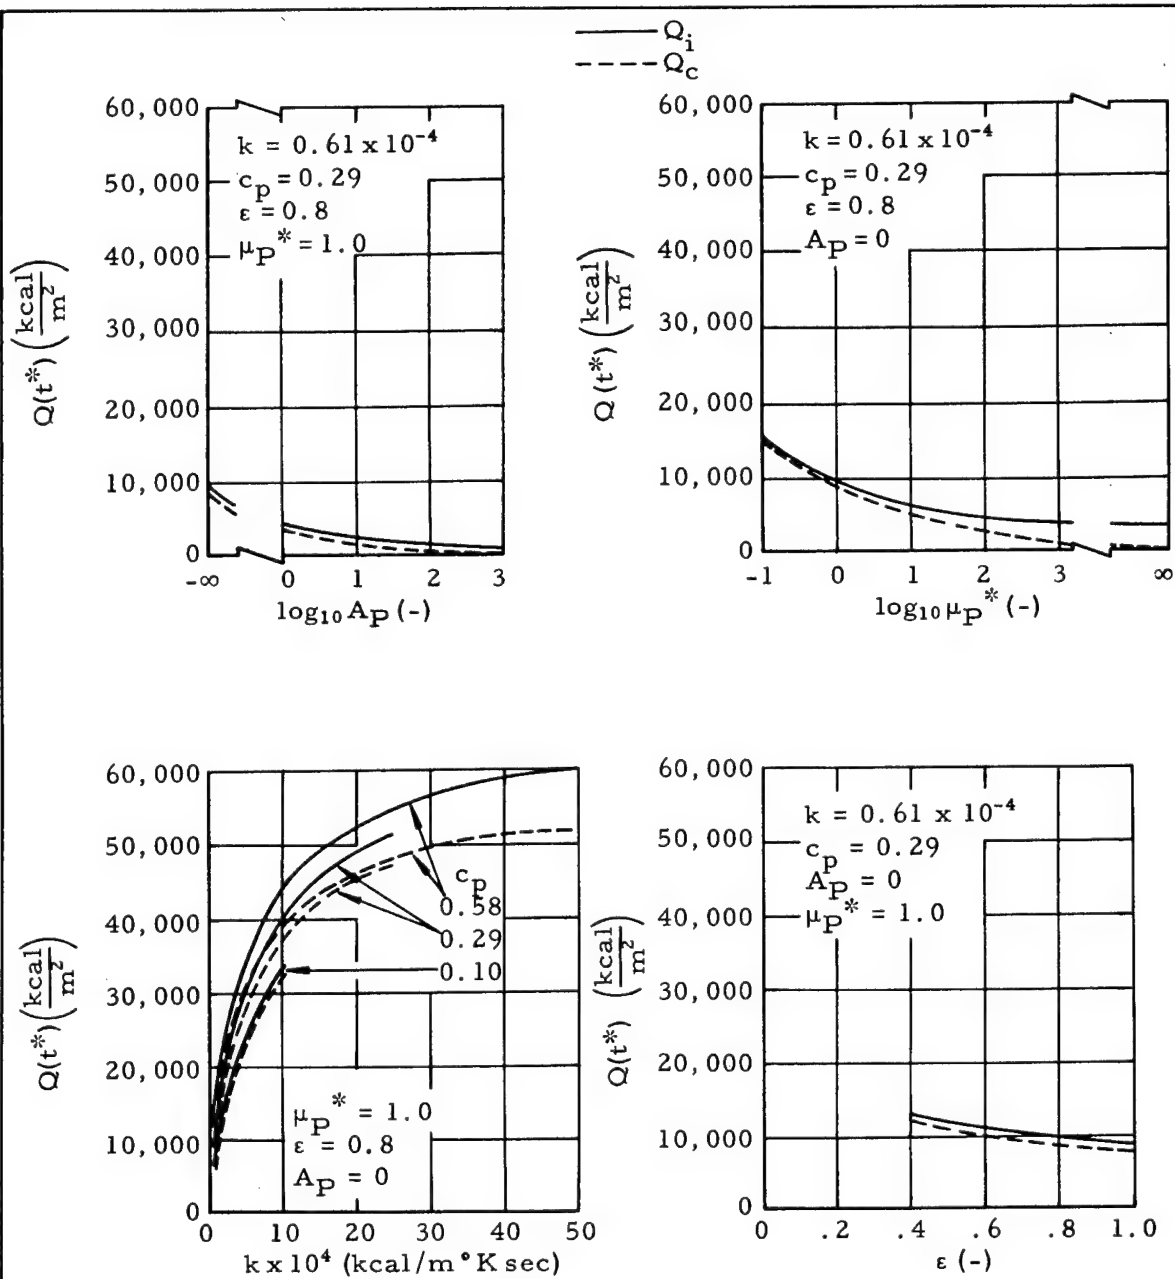 Q_i
Q_c
60,000
50,000
40,000
30,000
20,000
10,000
0
Q(t*) (kcal/m²)
k = 0.61 x 10⁻⁴
c_p = 0.29
ε = 0.8
μ_P* = 1.0
-∞ 0 1 2 3
log₁₀ A_P (-)
60,000
50,000
40,000
30,000
20,000
10,000
0
Q(t*) (kcal/m²)
k = 0.61 x 10⁻⁴
c_p = 0.29
ε = 0.8
A_P = 0
-1 0 1 2 3 ∞
log₁₀ μ_P* (-)
60,000
50,000
40,000
30,000
20,000
10,000
0
Q(t*) (kcal/m²)
c_p
0.58
0.29
0.10
μ_P* = 1.0
ε = 0.8
A_P = 0
0 10 20 30 40 50
k x 10⁴ (kcal/m°K sec)
60,000
50,000
40,000
30,000
20,000
10,000
0
Q(t*) (kcal/m²)
k = 0.61 x 10⁻⁴
c_p = 0.29
A_P = 0
μ_P* = 1.0
0 .2 .4 .6 .8 1.0
ε (-)